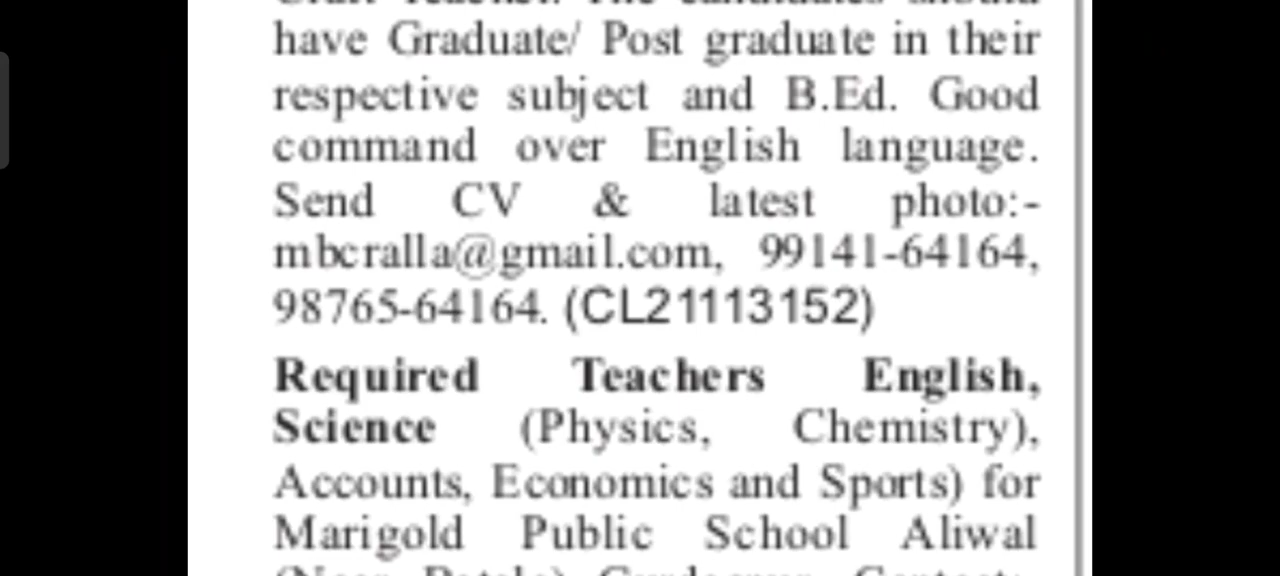 have Graduate/ Post graduate in their
respective subject and B.Ed. Good
command over English language.
Send CV & latest photo:-
mbcralla@gmail.com, 99141-64164,
98765-64164. (CL21113152)
Required Teachers English,
Science (Physics, Chemistry),
Accounts, Economics and Sports) for
Marigold Public School Aliwal